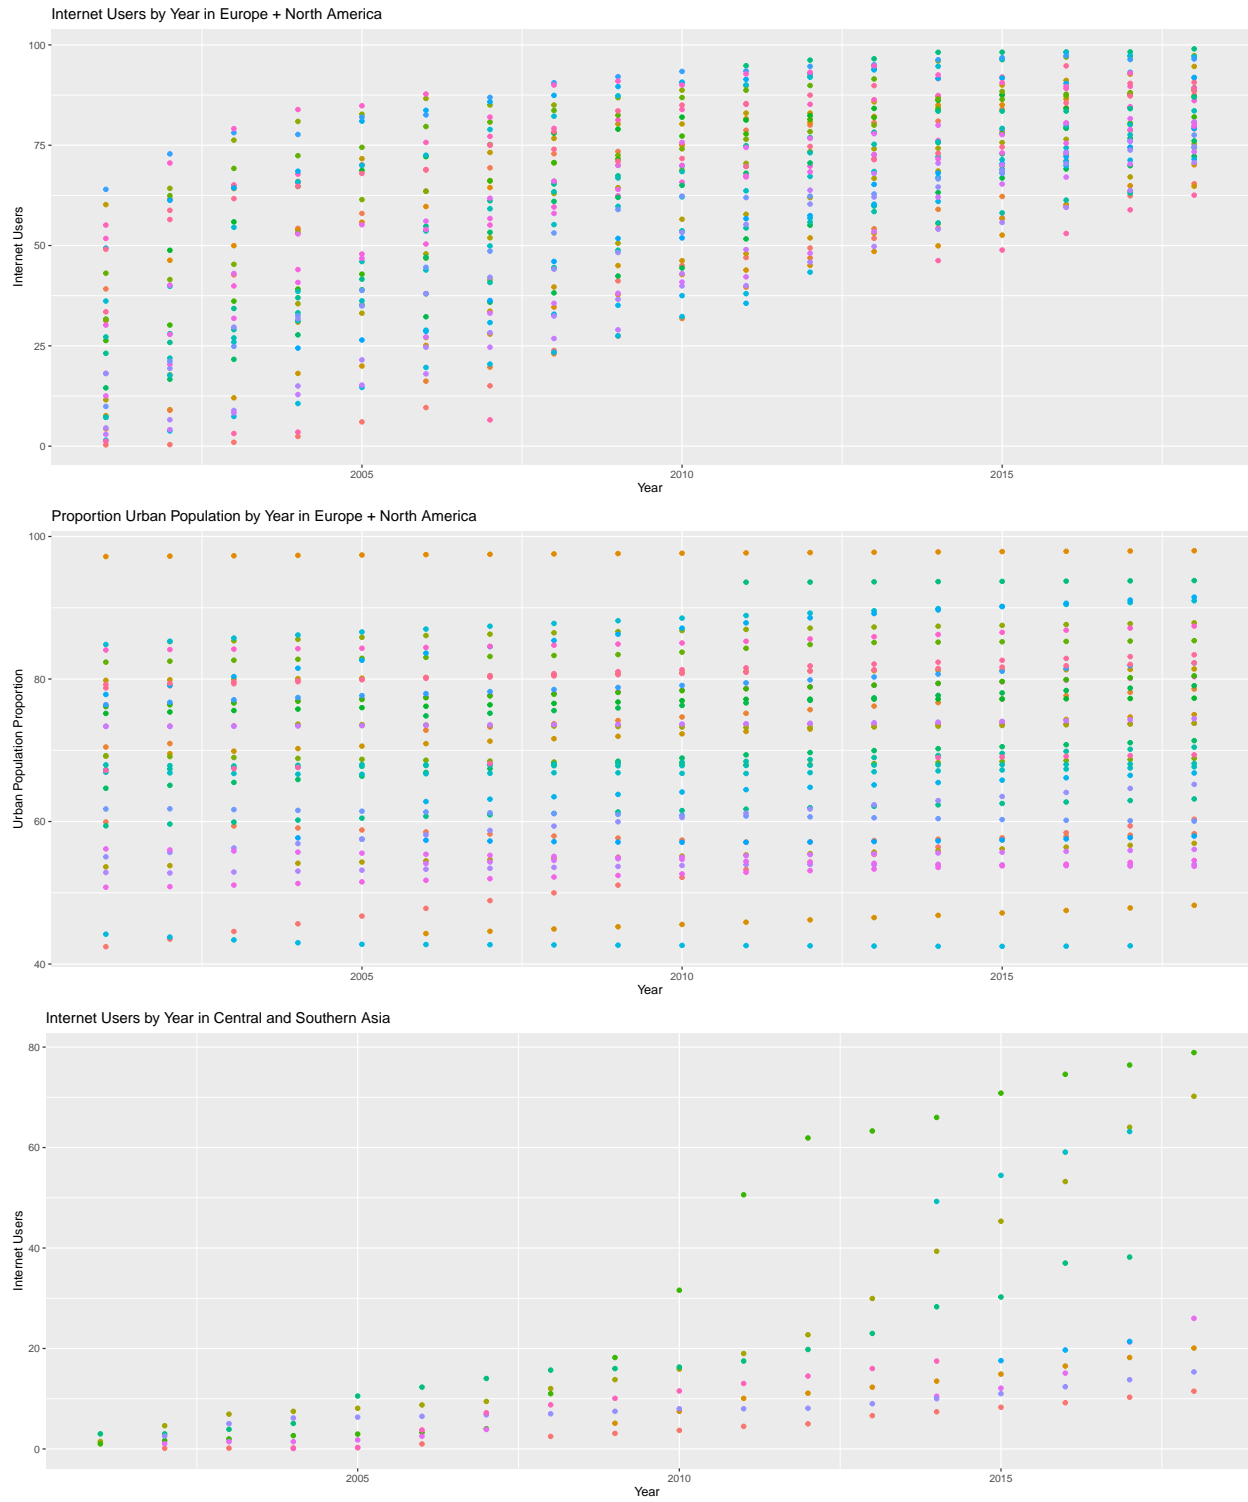 Internet Users by Year in Europe + North America
100
75
50
25
0
Internet Users
2005 2010 2015
Year
Proportion Urban Population by Year in Europe + North America
100
80
60
40
Urban Population Proportion
2005 2010 2015
Year
Internet Users by Year in Central and Southern Asia
80
60
40
20
0
Internet Users
2005 2010 2015
Year